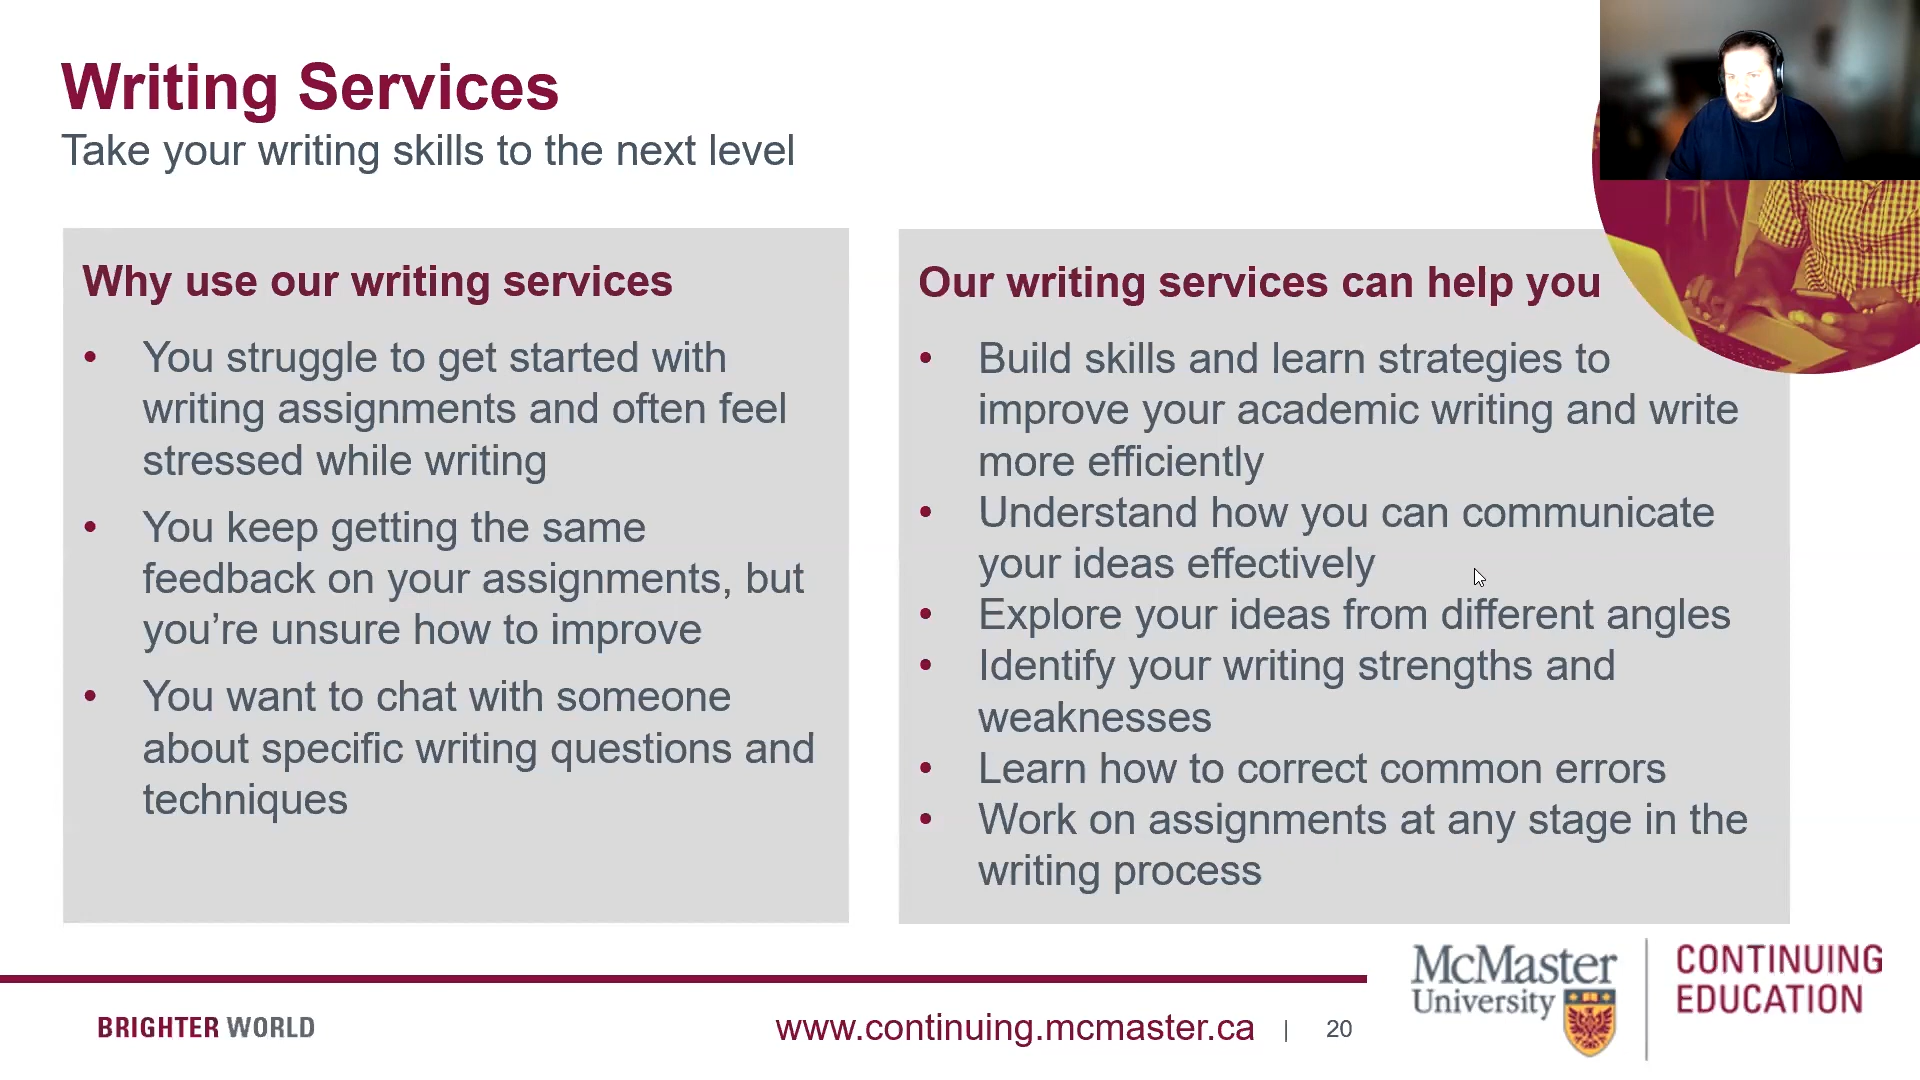 Writing Services
Take your writing skills to the next level
Why use our writing services
• You struggle to get started with
writing assignments and often feel
stressed while writing
• You keep getting the same
feedback on your assignments, but
you’re unsure how to improve
• You want to chat with someone
about specific writing questions and
techniques
Our writing services can help you
• Build skills and learn strategies to
improve your academic writing and write
more efficiently
• Understand how you can communicate
your ideas effectively
• Explore your ideas from different angles
• Identify your writing strengths and
weaknesses
• Learn how to correct common errors
• Work on assignments at any stage in the
writing process
BRIGHTER WORLD
www.continuing.mcmaster.ca | 20
McMaster
University
CONTINUING
EDUCATION